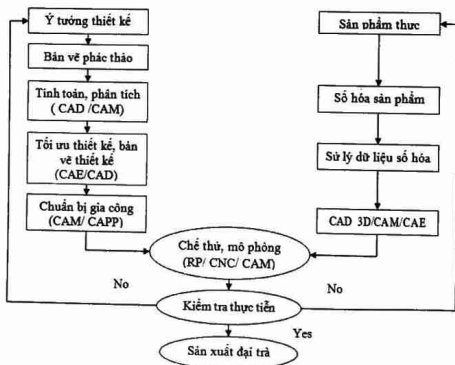 Ý tưởng thiết kế
Bản vẽ phác thảo
Tinh toán, phân tích
( CAD /CAM)
Tối ưu thiết kế, bản
vẽ thiết kế
(CAE/CAD)
Chuẩn bị gia công
(CAM/ CAPP)
Sản phẩm thực
Số hóa sản phẩm
Sử lý dữ liệu số hóa
CAD 3D/CAM/CAE
Chế thử, mô phỏng
(RP/ CNC/ CAM)
No
No
Kiểm tra thực tiễn
Yes
Sản xuất đại trà